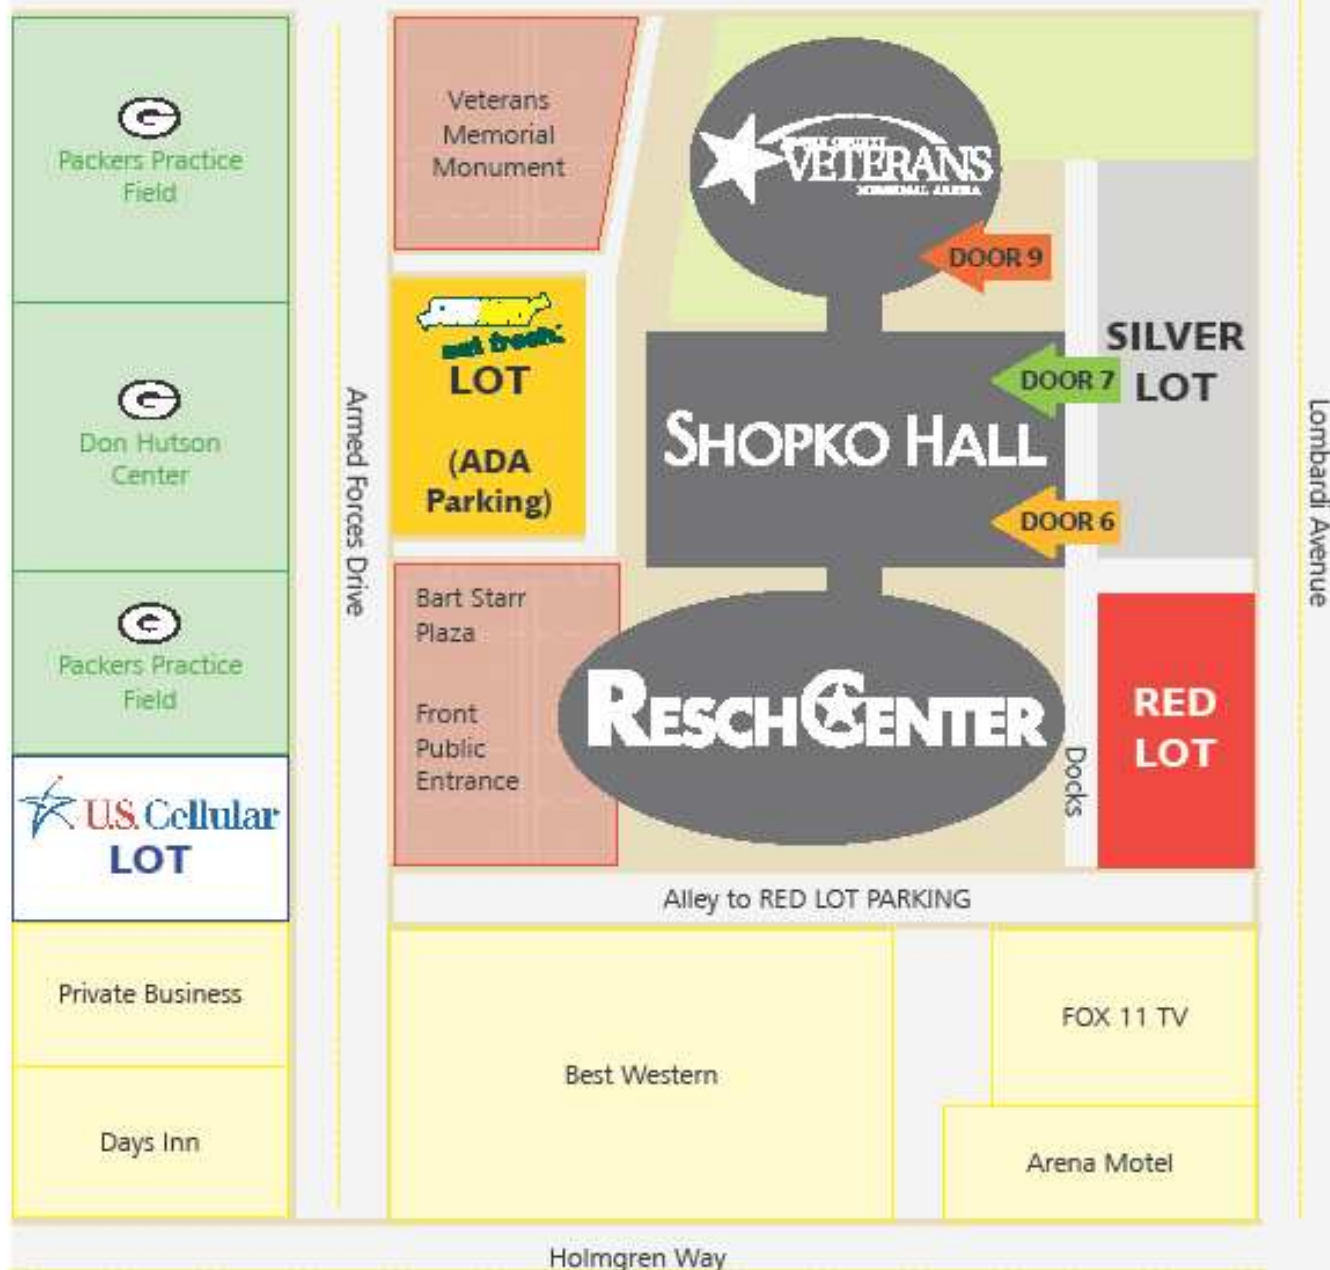 Packers Practice
Field
Don Hutson
Center
Packers Practice
Field
U.S. Cellular
LOT
Private Business
Days Inn
Armed Forces Drive
Veterans
Memorial
Monument
eat fresh.
LOT
(ADA
Parking)
Bart Starr
Plaza
Front
Public
Entrance
VETERANS
MEMORIAL ARENA
DOOR 9
DOOR 7
SHOPKO HALL
DOOR 6
RESCH CENTER
SILVER
LOT
RED
LOT
Docks
Lombardi Avenue
Alley to RED LOT PARKING
Best Western
FOX 11 TV
Arena Motel
Holmgren Way